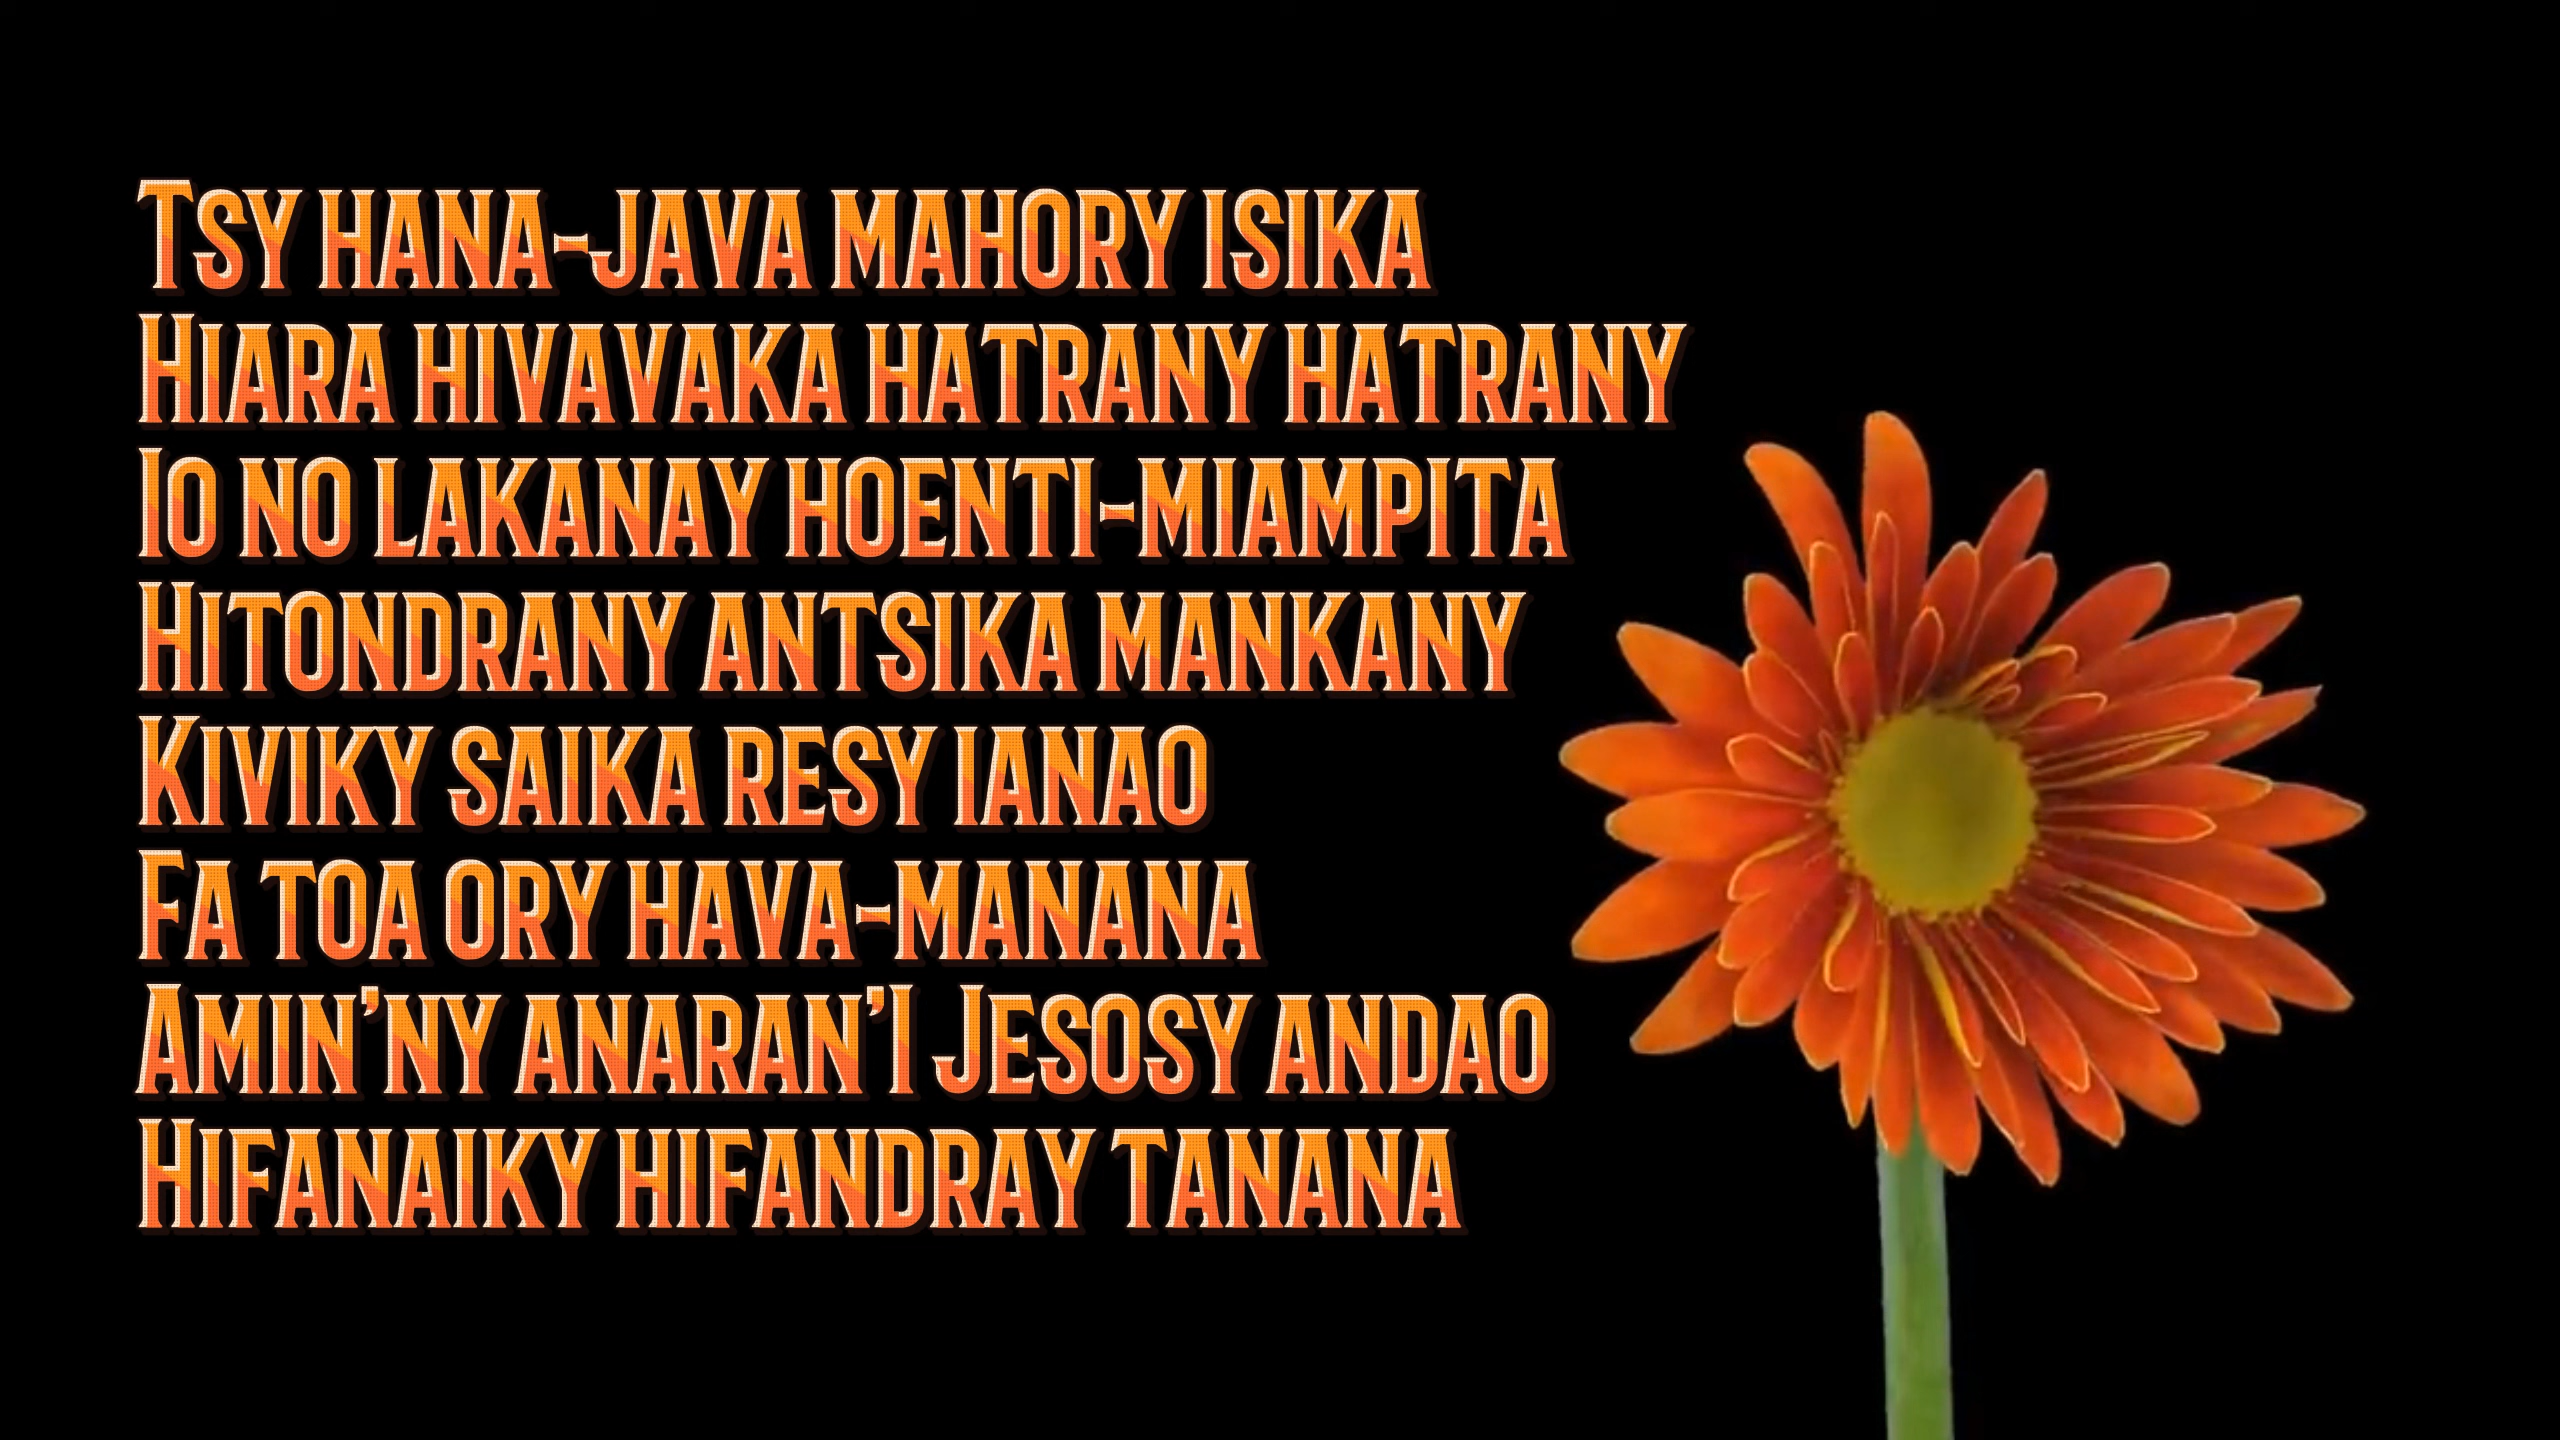 Tsy hana-java mahory isika
Hiara hivavaka hatrany hatrany
Io no lakanay hoenti-miampita
Hitondrany antsika mankany
Kiviky saika resy ianao
Fa toa ory hava-manana
Amin’ny anaran’I Jesosy andao
Hifanaiky hifandray tanana